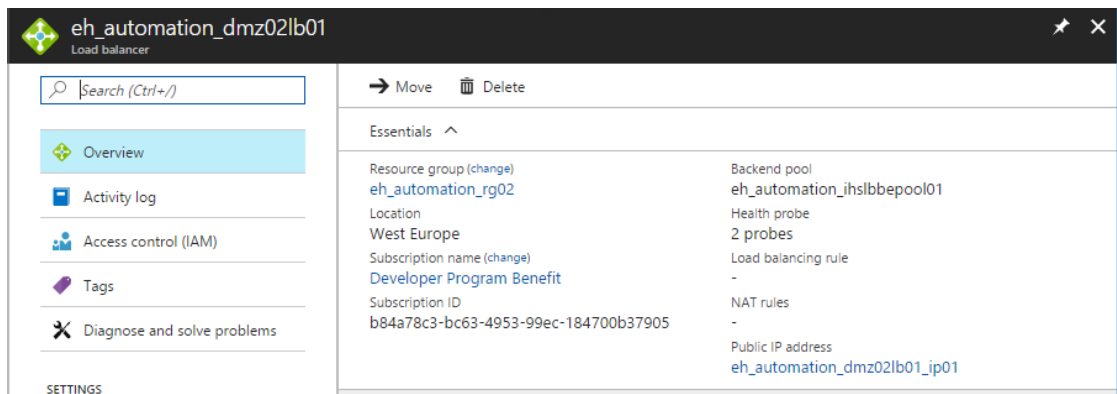 eh_automation_dmz02lb01
Load balancer
Search (Ctrl+/)
Overview
Activity log
Access control (IAM)
Tags
Diagnose and solve problems
SETTINGS
Move Delete
Essentials
Resource group (change)
eh_automation_rg02
Location
West Europe
Subscription name (change)
Developer Program Benefit
Subscription ID
b84a78c3-bc63-4953-99ec-184700b37905
Backend pool
eh_automation_ihslbbepool01
Health probe
2 probes
Load balancing rule
-
NAT rules
-
Public IP address
eh_automation_dmz02lb01_ip01